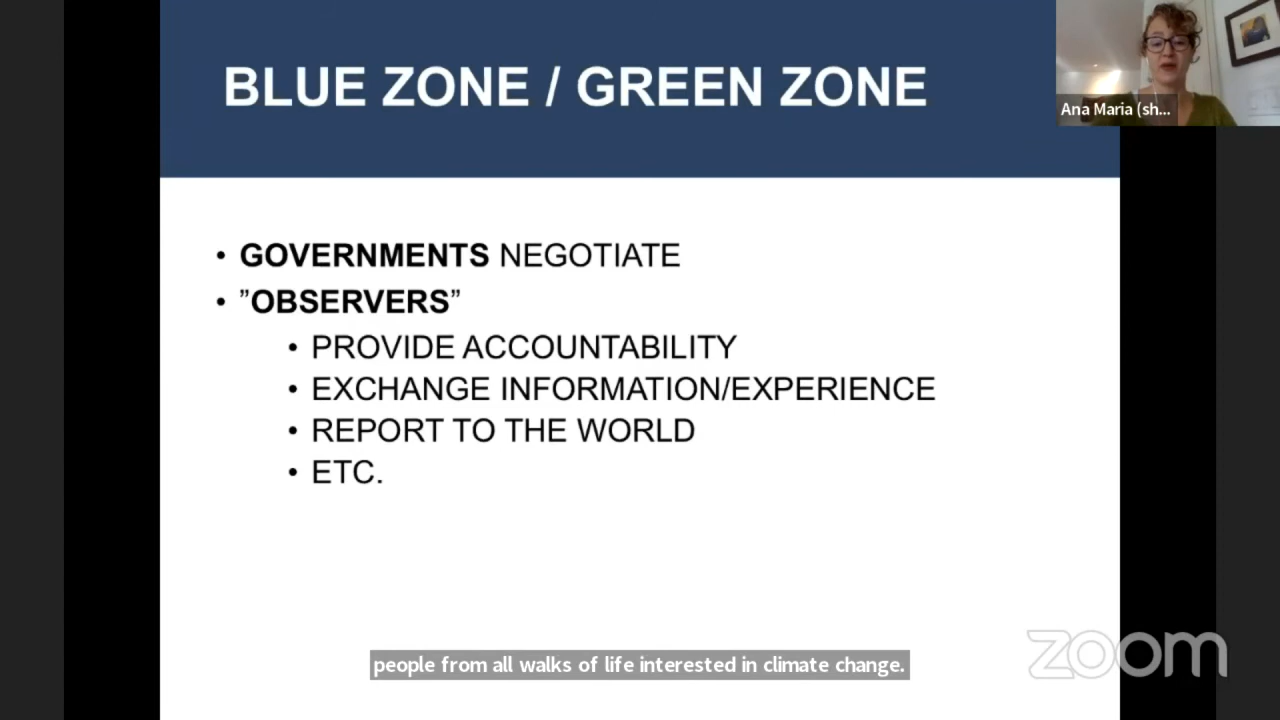 BLUE ZONE / GREEN ZONE
Ana Maria (sh...
• GOVERNMENTS NEGOTIATE
• ”OBSERVERS”
• PROVIDE ACCOUNTABILITY
• EXCHANGE INFORMATION/EXPERIENCE
• REPORT TO THE WORLD
• ETC.
people from all walks of life interested in climate change.
zoom